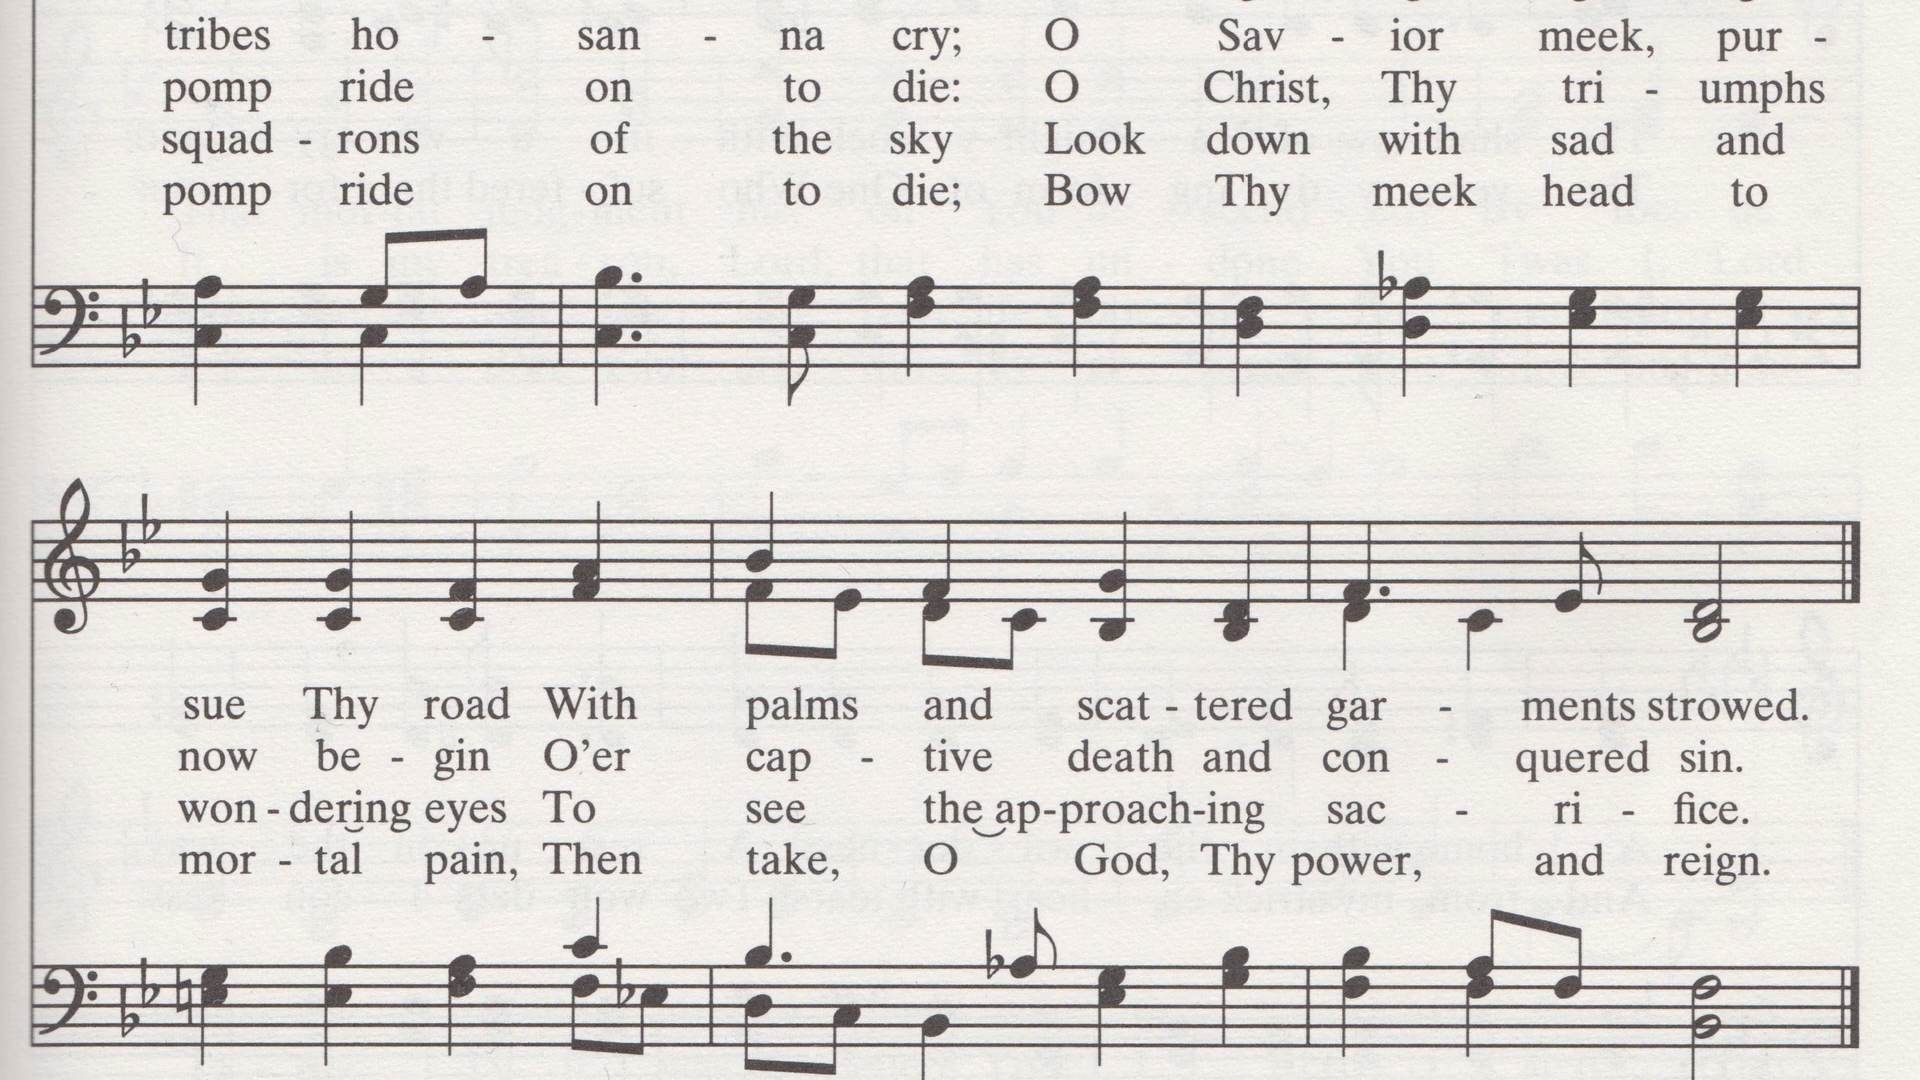 tribes ho - san - na cry; O Sav - ior meek, pur -
pomp ride on to die: O Christ, Thy tri - umphs
squad - rons of the sky Look down with sad and
pomp ride on to die; Bow Thy meek head to
sue Thy road With palms and scat - tered gar - ments strowed.
now be - gin O'er cap - tive death and con - quered sin.
won - dering eyes To see the ap-proach-ing sac - ri - fice.
mor - tal pain, Then take, O God, Thy power, and reign.